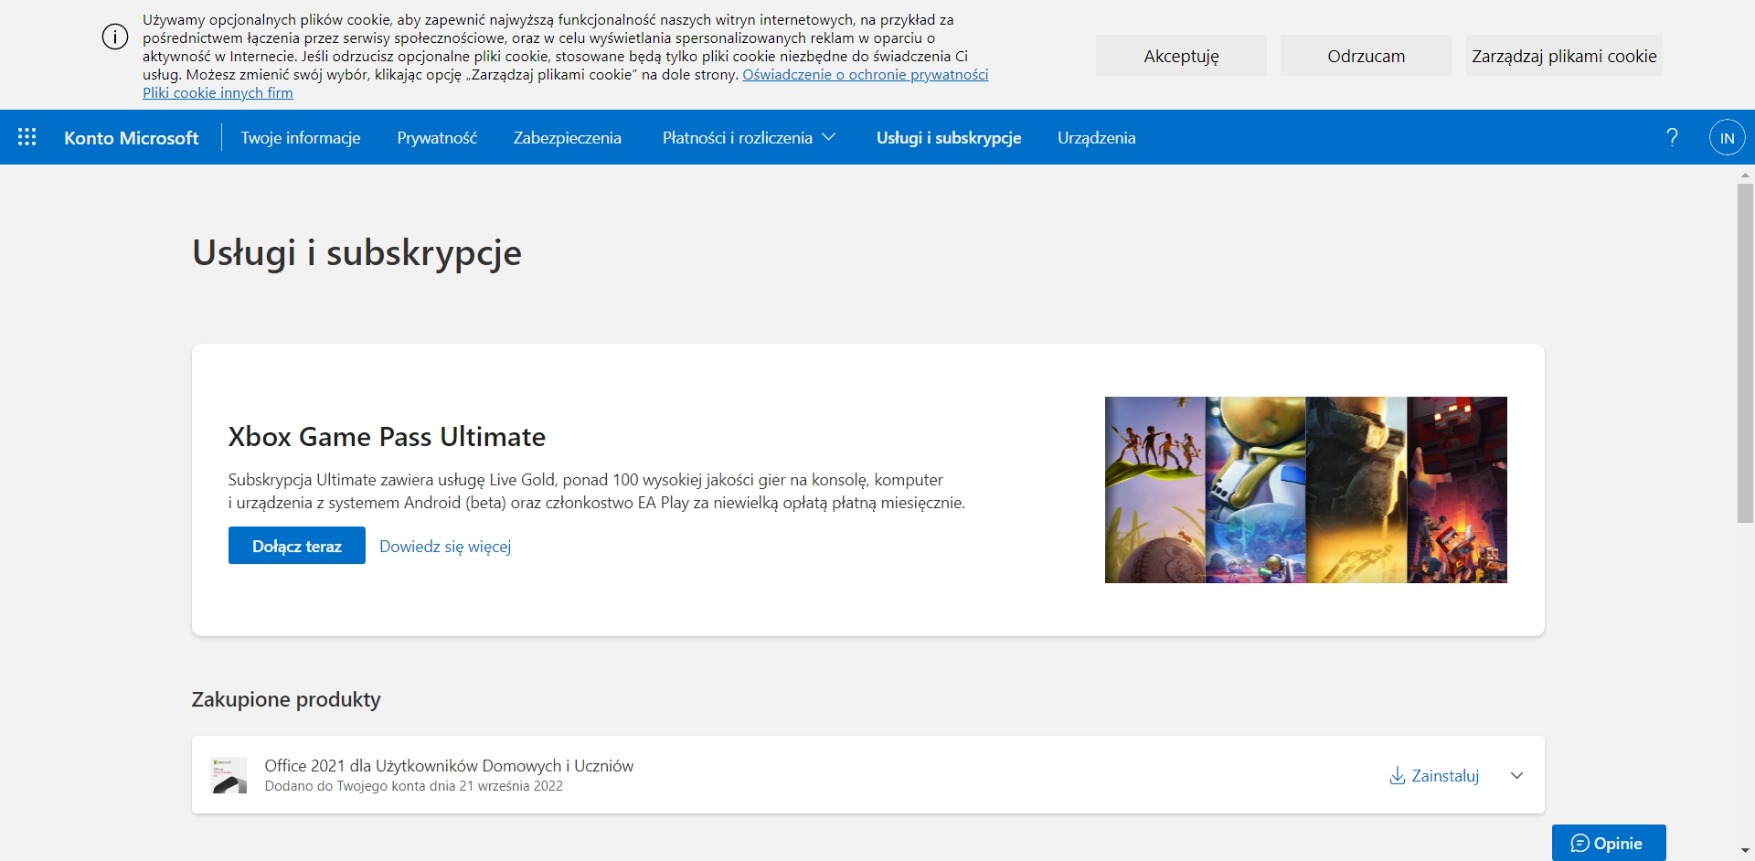 Używamy opcjonalnych plików cookie, aby zapewnić najwyższą funkcjonalność naszych witryn internetowych, na przykład za
pośrednictwem łączenia przez serwisy społecznościowe, oraz w celu wyświetlania spersonalizowanych reklam w oparciu o
aktywność w Internecie. Jeśli odrzucisz opcjonalne pliki cookie, stosowane będą tylko pliki cookie niezbędne do świadczenia Ci
usług. Możesz zmienić swój wybór, klikając opcję „Zarządzaj plikami cookie” na dole strony. Oświadczenie o ochronie prywatności
Pliki cookie innych firm
Akceptuję
Odrzucam
Zarządzaj plikami cookie
Konto Microsoft
Twoje informacje
Prywatność
Zabezpieczenia
Płatności i rozliczenia
Usługi i subskrypcje
Urządzenia
?
IN
Usługi i subskrypcje
Xbox Game Pass Ultimate
Subskrypcja Ultimate zawiera usługę Live Gold, ponad 100 wysokiej jakości gier na konsolę, komputer
i urządzenia z systemem Android (beta) oraz członkostwo EA Play za niewielką opłatą płatną miesięcznie.
Dołącz teraz
Dowiedz się więcej
Zakupione produkty
Office 2021 dla Użytkowników Domowych i Uczniów
Dodano do Twojego konta dnia 21 września 2022
Zainstaluj
Opinie